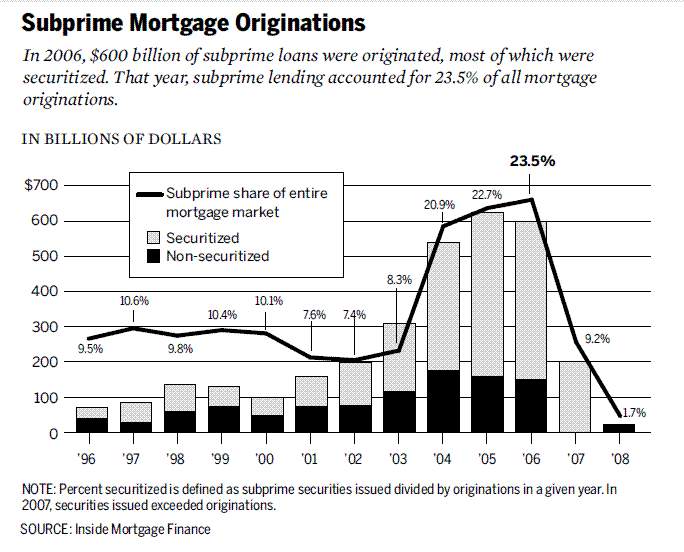 Subprime Mortgage Originations
In 2006, $600 billion of subprime loans were originated, most of which were
securitized. That year, subprime lending accounted for 23.5% of all mortgage
originations.
IN BILLIONS OF DOLLARS
23.5%
$700
600
500
400
300
200
100
0
Subprime share of entire
mortgage market
Securitized
Non-securitized
9.5%
10.6%
9.8%
10.4%
10.1%
7.6%
7.4%
8.3%
20.9%
22.7%
9.2%
1.7%
'96 '97 '98 '99 '00 '01 '02 '03 '04 '05 '06 '07 '08
NOTE: Percent securitized is defined as subprime securities issued divided by originations in a given year. In
2007, securities issued exceeded originations.
SOURCE: Inside Mortgage Finance